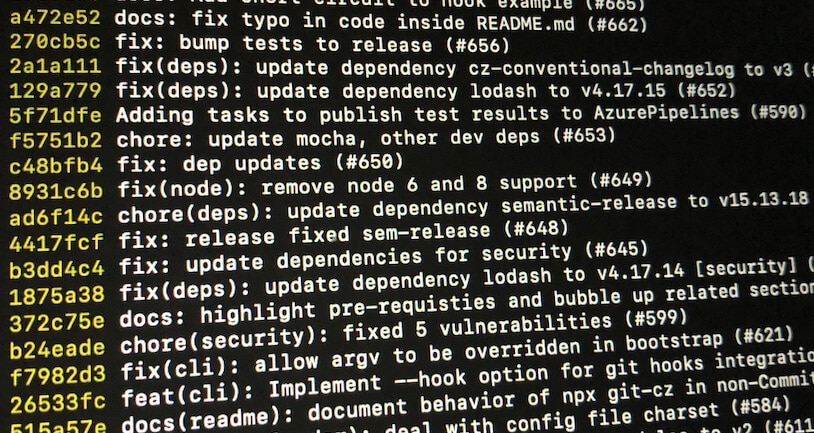 docs: Add short circuit to hook example (#665)
a472e52 docs: fix typo in code inside README.md (#662)
270cb5c fix: bump tests to release (#656)
2a1a111 fix(deps): update dependency cz-conventional-changelog to v3 (
129a779 fix(deps): update dependency lodash to v4.17.15 (#652)
5f71dfe Adding tasks to publish test results to AzurePipelines (#590)
f5751b2 chore: update mocha, other dev deps (#653)
c48bfb4 fix: dep updates (#650)
8931c6b fix(node): remove node 6 and 8 support (#649)
ad6f14c chore(deps): update dependency semantic-release to v15.13.18
4417fcf fix: release fixed sem-release (#648)
b3dd4c4 fix: update dependencies for security (#645)
1875a38 fix(deps): update dependency lodash to v4.17.14 [security] (
372c75e docs: highlight pre-requisties and bubble up related section
b24eade chore(security): fixed 5 vulnerabilities (#599)
f7982d3 fix(cli): allow argv to be overridden in bootstrap (#621)
26533fc feat(cli): Implement --hook option for git hooks integratio
515a57e docs(readme): document behavior of npx git-cz in non-Commit
deal with config file charset (#584)
to v2 (#611